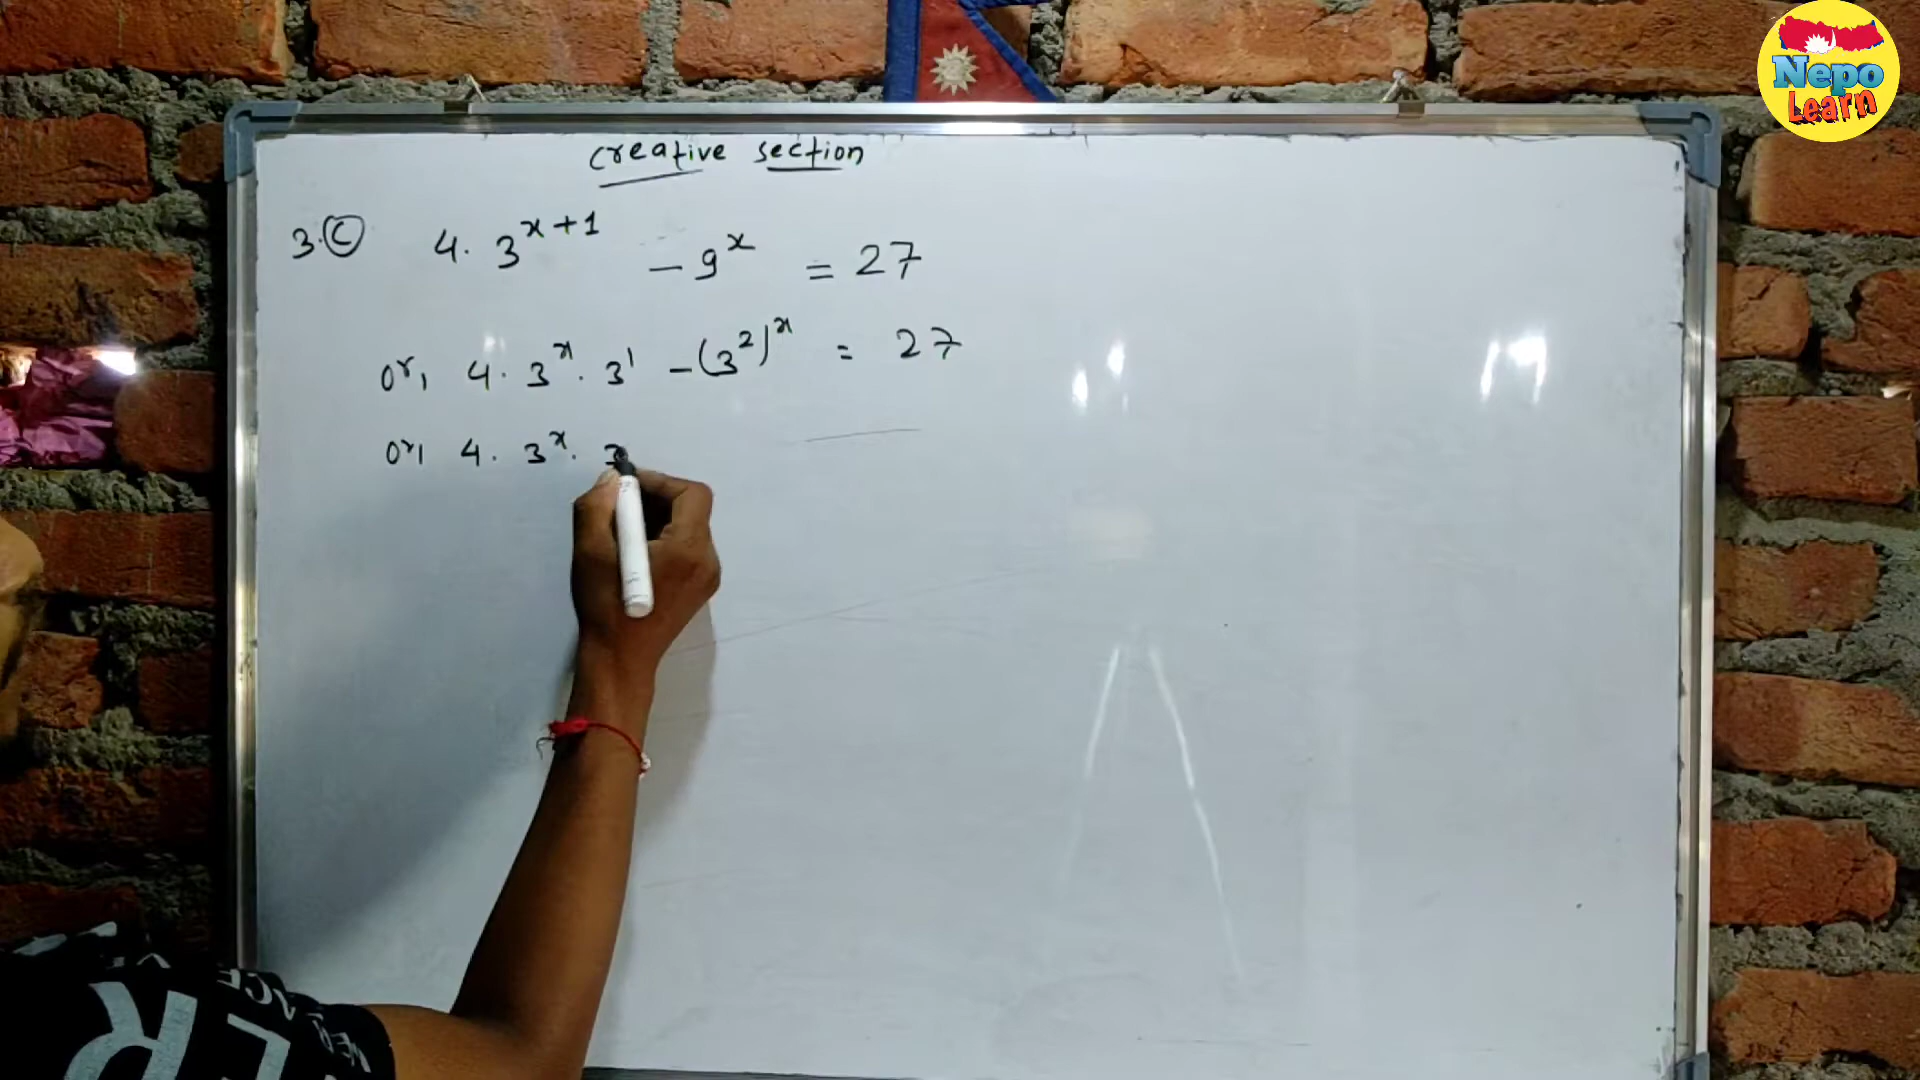 Nepo
Learn
creative section
3.(c) 4. 3^{x+1} - 9^x = 27
or, 4. 3^x. 3^1 - (3^2)^x = 27
or, 4. 3^x. 3